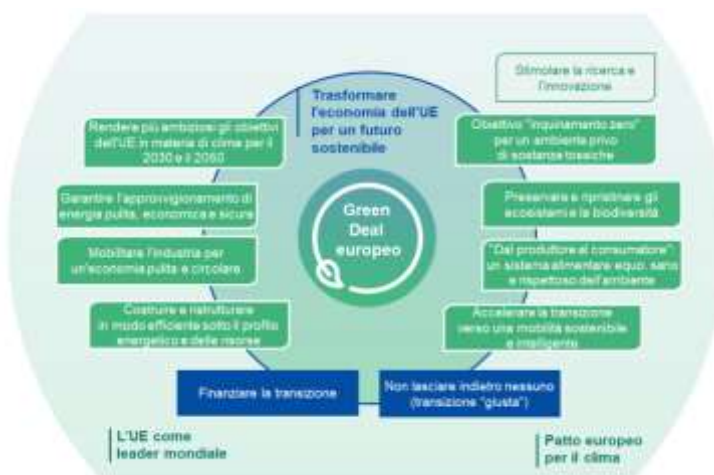 Stimolare la ricerca e
l'innovazione
Trasformare
l'economia dell'UE
per un futuro
sostenibile
Rendere più ambiziosi gli obiettivi
dell'UE in materia di clima per il
2030 e il 2050
Obiettivo "inquinamento zero"
per un ambiente privo
di sostanze tossiche
Garantire l'approvvigionamento di
energia pulita, economica e sicura
Preservare e ripristinare gli
ecosistemi e la biodiversità
Green
Deal
europeo
Mobilitare l'industria per
un'economia pulita e circolare
"Dal produttore al consumatore"
un sistema alimentare equo, sano
e rispettoso dell'ambiente
Costruire e ristrutturare
in modo efficiente sotto il profilo
energetico e delle risorse
Accelerare la transizione
verso una mobilità sostenibile
e intelligente
Finanziare la transizione
Non lasciare indietro nessuno
(transizione "giusta")
L'UE come
leader mondiale
Patto europeo
per il clima